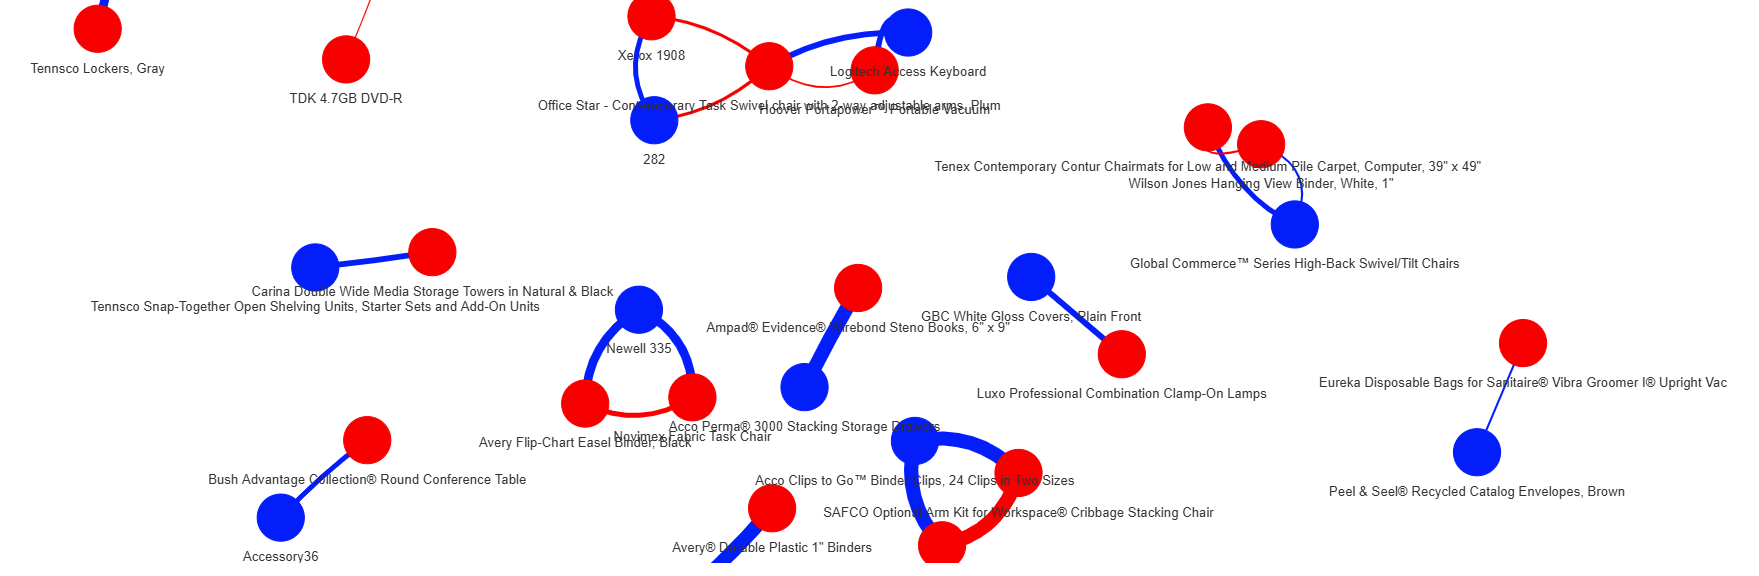 Tennsco Lockers, Gray
TDK 4.7GB DVD-R
Xerox 1908
Logitech Access Keyboard
Office Star - Contemporary Task Swivel chair with 2-way adjustable arms, Plum
Hoover Portapower™ Portable Vacuum
282
Tenex Contemporary Contur Chairmats for Low and Medium Pile Carpet, Computer, 39" x 49"
Wilson Jones Hanging View Binder, White, 1"
Global Commerce™ Series High-Back Swivel/Tilt Chairs
Carina Double Wide Media Storage Towers in Natural & Black
Tennsco Snap-Together Open Shelving Units, Starter Sets and Add-On Units
Newell 335
Ampad® Evidence® Wirebond Steno Books, 6" x 9"
GBC White Gloss Covers, Plain Front
Luxo Professional Combination Clamp-On Lamps
Eureka Disposable Bags for Sanitaire® Vibra Groomer I® Upright Vac
Acco Perma® 3000 Stacking Storage Drawers
Novimex Fabric Task Chair
Avery Flip-Chart Easel Binder, Black
Bush Advantage Collection® Round Conference Table
Acco Clips to Go™ Binder Clips, 24 Clips in Two Sizes
Peel & Seel® Recycled Catalog Envelopes, Brown
SAFCO Optional Arm Kit for Workspace® Cribbage Stacking Chair
Avery® Durable Plastic 1" Binders
Accessory36